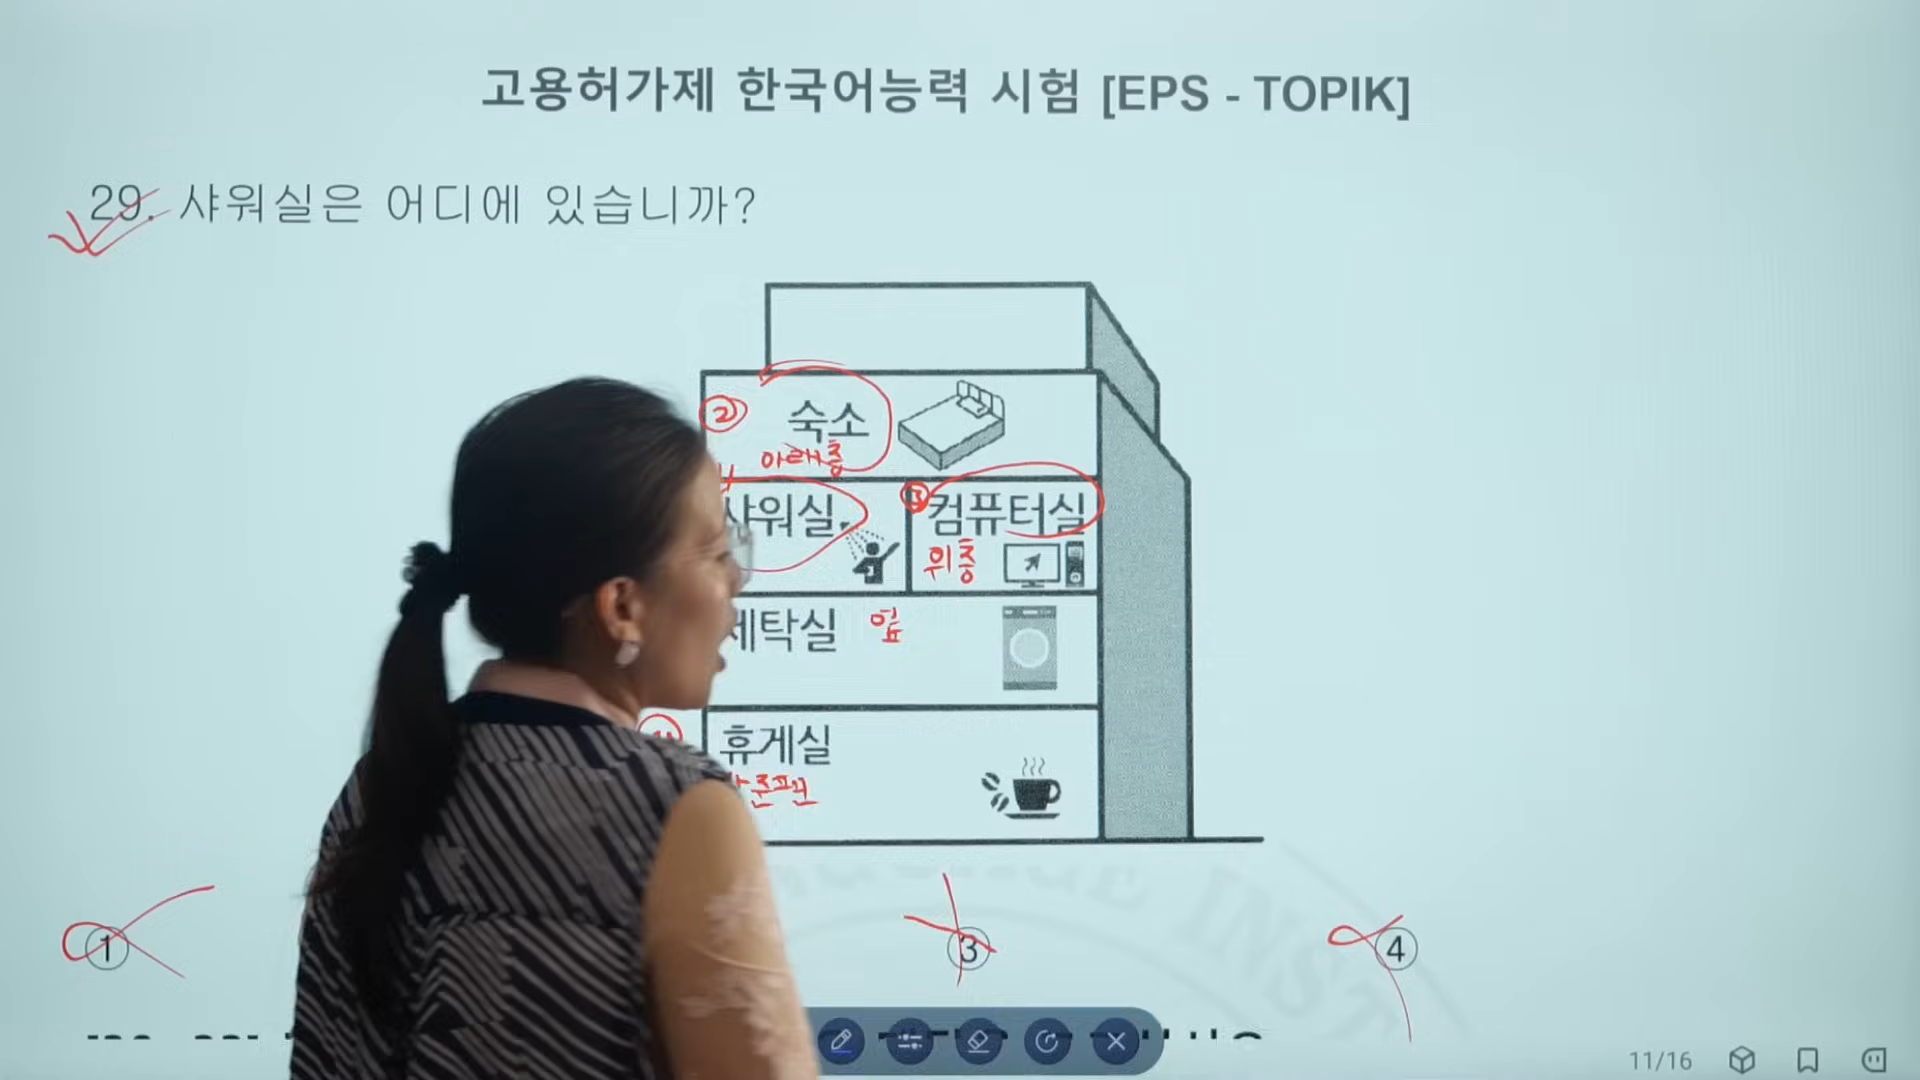 고용허가제 한국어능력 시험 [EPS - TOPIK]
29. 샤워실은 어디에 있습니까?
② 숙소
아래층
샤워실
③ 컴퓨터실
위층
세탁실 옆
휴게실
①
③
④
11/16